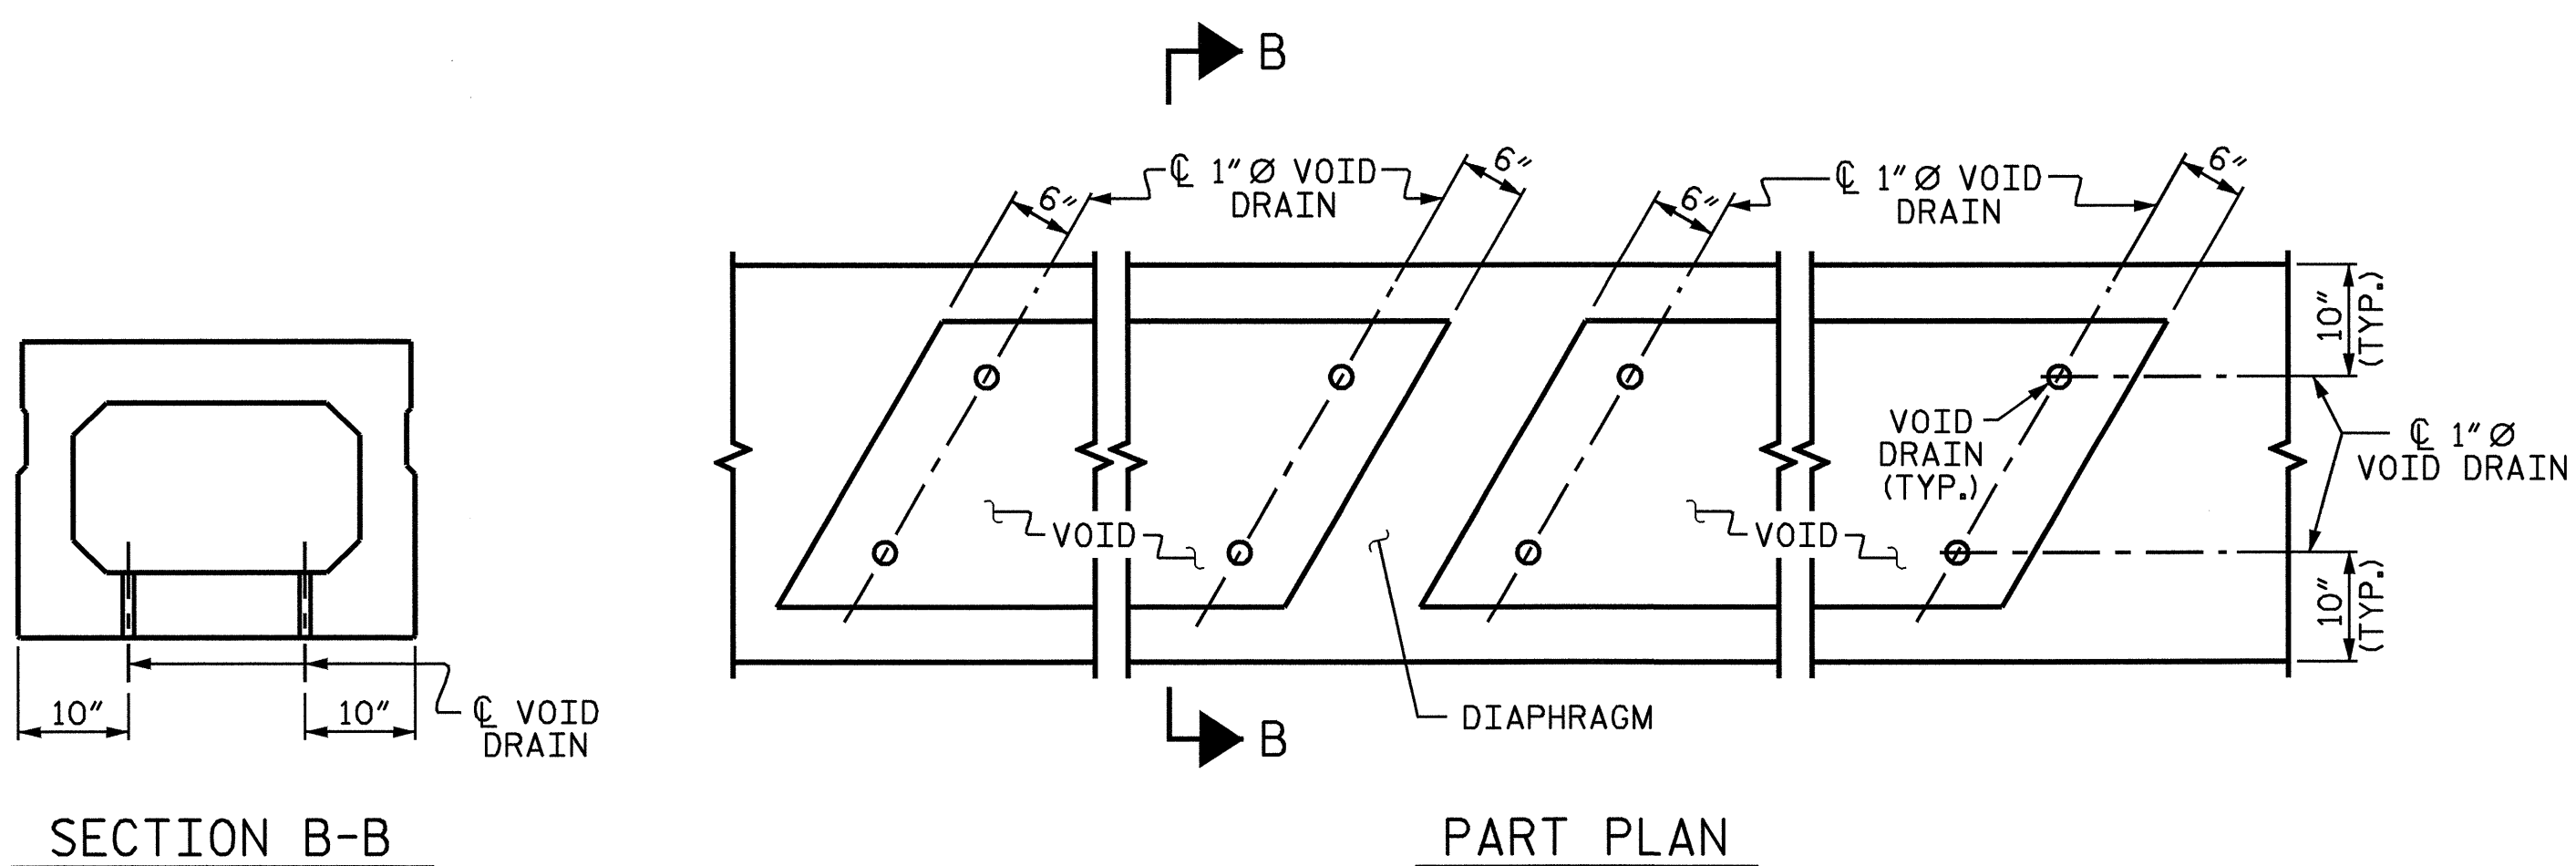 B
℄ 1" Ø VOID
DRAIN
6"
6"
℄ 1" Ø VOID
DRAIN
6"
6"
10"
(TYP.)
VOID
DRAIN
(TYP.)
℄ 1" Ø
VOID DRAIN
VOID
VOID
10"
(TYP.)
10"
10"
℄ VOID
DRAIN
DIAPHRAGM
B
SECTION B-B
PART PLAN